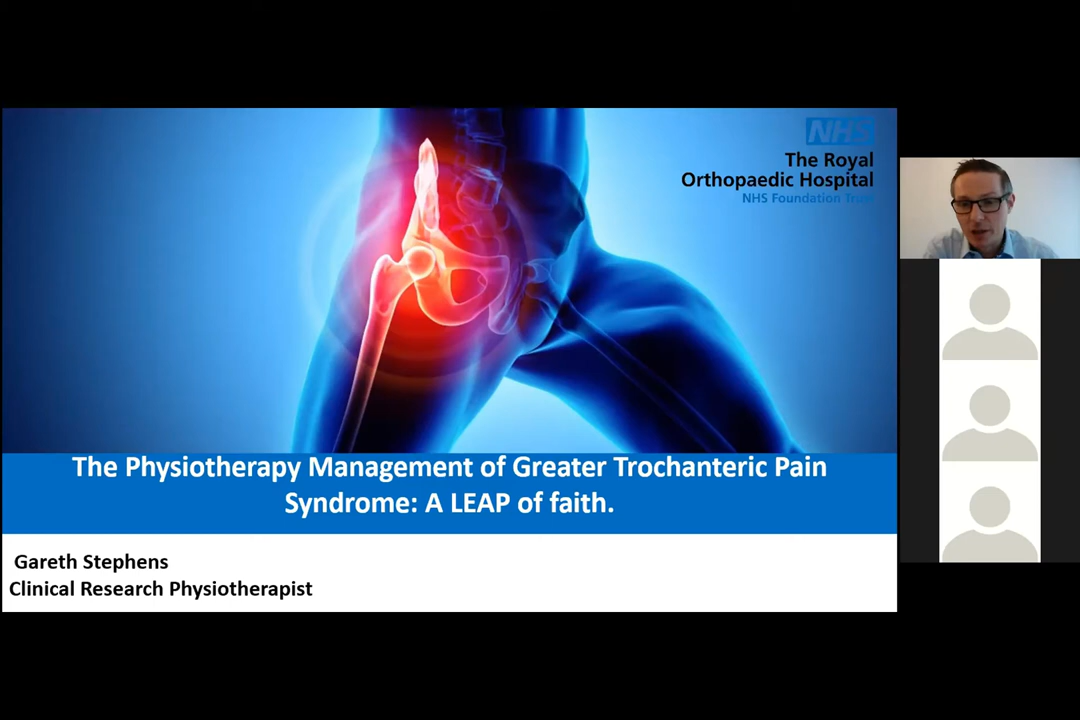 NHS
The Royal
Orthopaedic Hospital
NHS Foundation Trust
The Physiotherapy Management of Greater Trochanteric Pain
Syndrome: A LEAP of faith.
Gareth Stephens
Clinical Research Physiotherapist